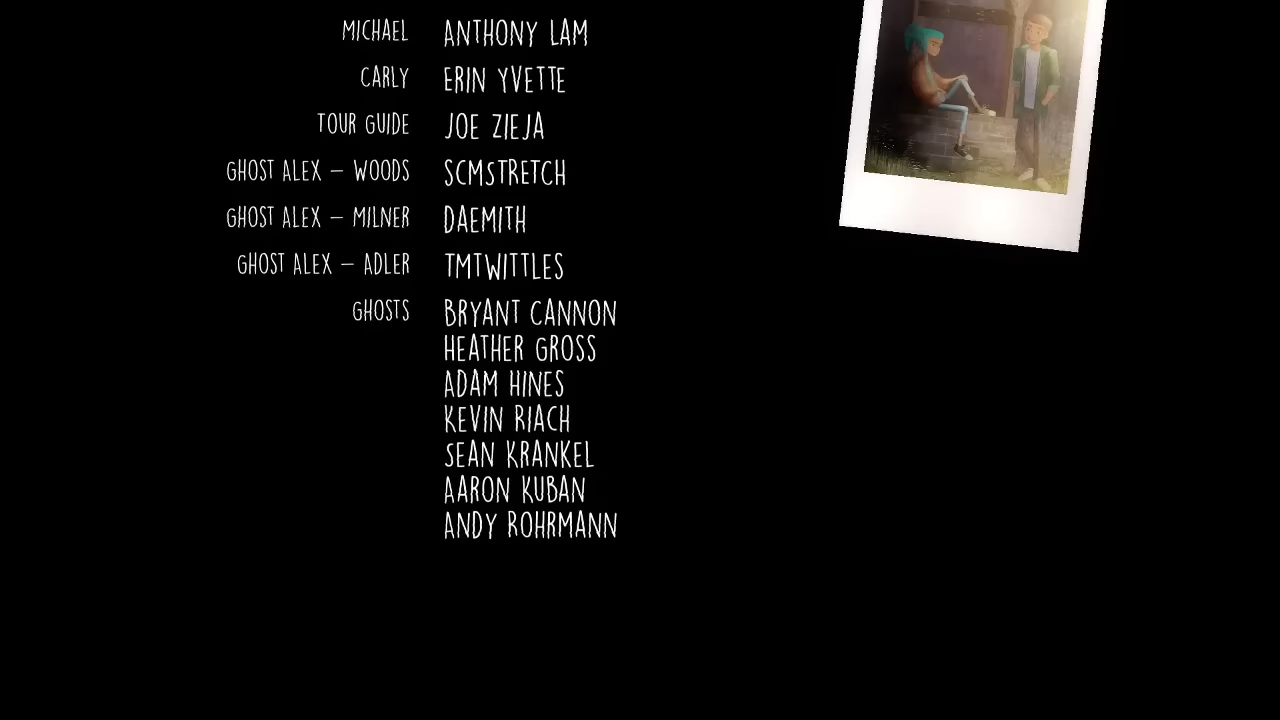 MICHAEL ANTHONY LAM
CARLY ERIN YVETTE
TOUR GUIDE JOE ZIEJA
GHOST ALEX – WOODS SCMSTRETCH
GHOST ALEX – MILNER DAEMITH
GHOST ALEX – ADLER TMTWITTLES
GHOSTS BRYANT CANNON
HEATHER GROSS
ADAM HINES
KEVIN RIACH
SEAN KRANKEL
AARON KUBAN
ANDY ROHRMANN